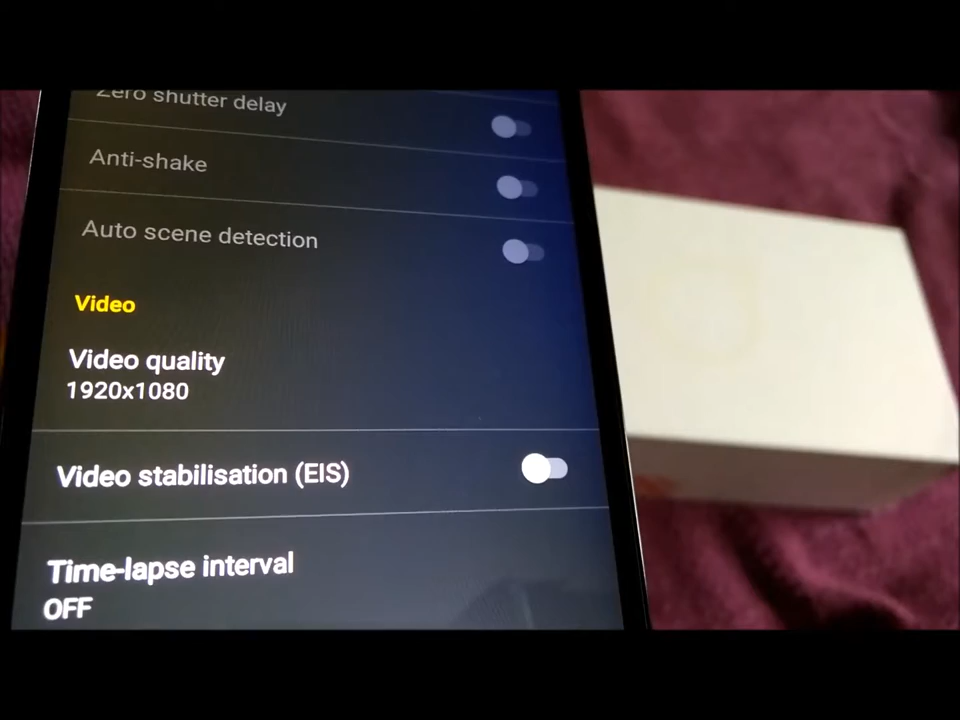 Zero shutter delay
Anti-shake
Auto scene detection
Video
Video quality
1920x1080
Video stabilisation (EIS)
Time-lapse interval
OFF